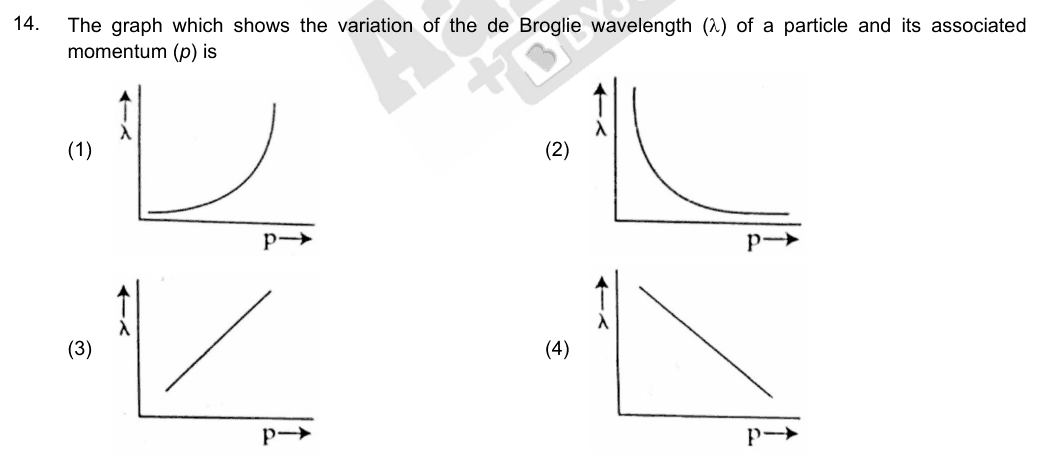 14. The graph which shows the variation of the de Broglie wavelength (λ) of a particle and its associated
momentum (p) is
(1) λ p
(2) λ p
(3) λ p
(4) λ p